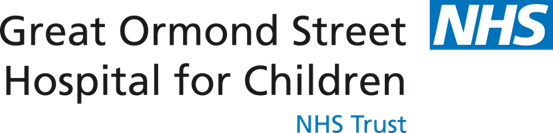 Great Ormond Street NHS
Hospital for Children
NHS Trust